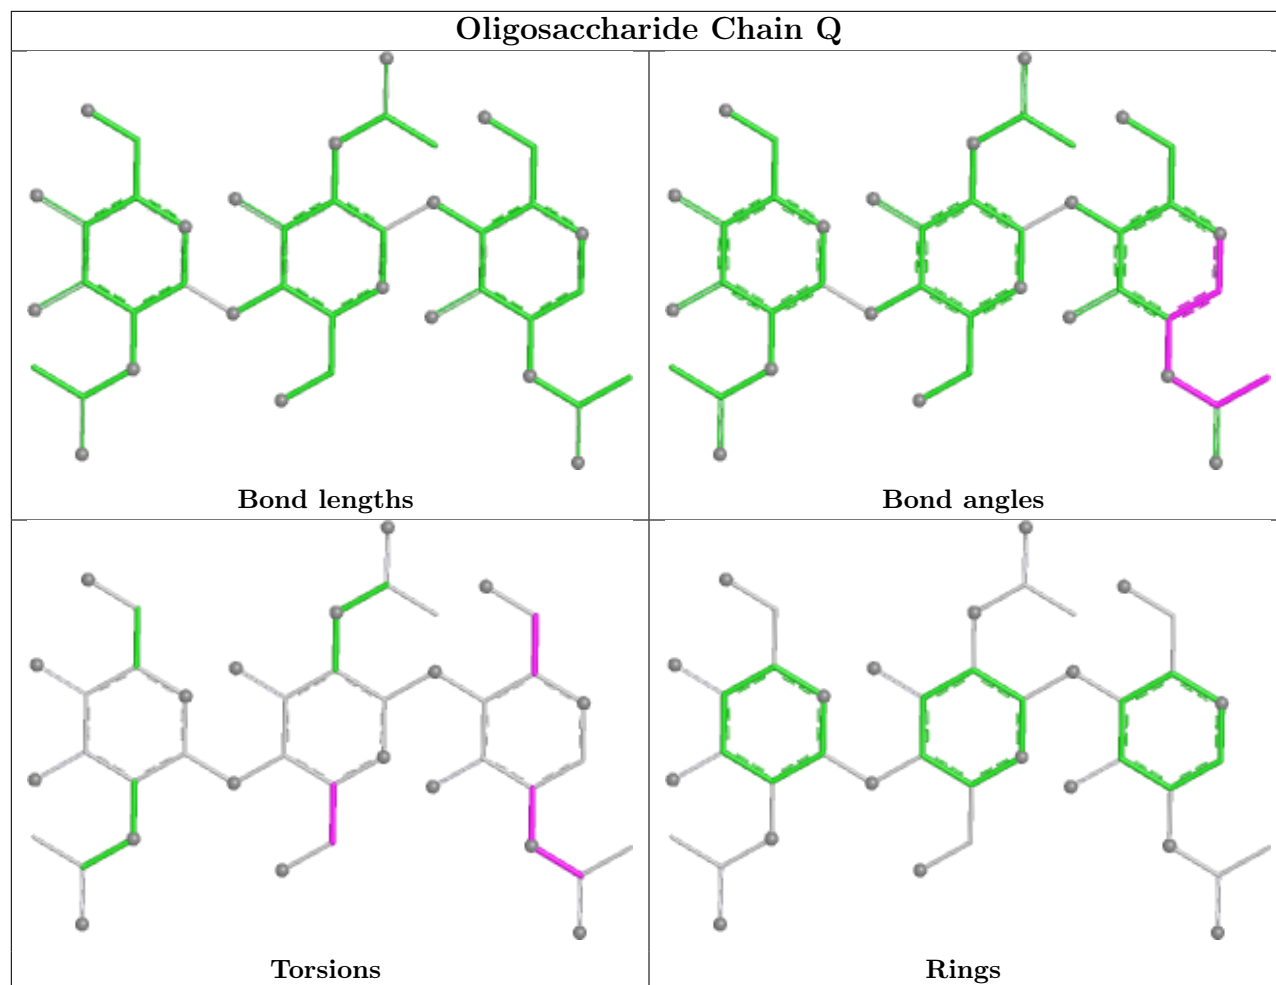 Oligosaccharide Chain Q
Bond lengths
Bond angles
Torsions
Rings